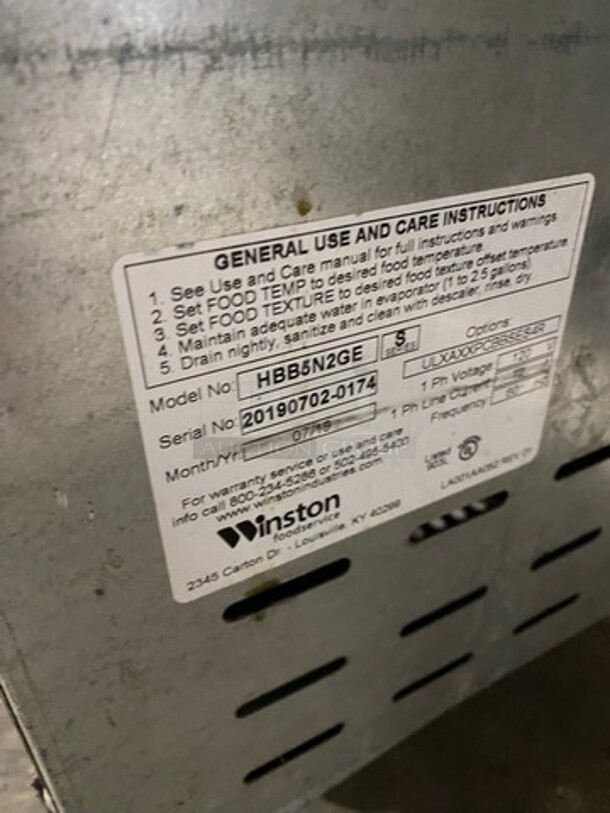 GENERAL USE AND CARE INSTRUCTIONS
1. See Use and Care manual for full instructions and warnings
2. Set FOOD TEMP to desired food temperature.
3. Set FOOD TEXTURE to desired food texture offset temperature
4. Maintain adequate water in evaporator (1 to 2.5 gallons)
5. Drain nightly, sanitize and clean with descaler, rinse, dry
Model No: HBB5N2GE S SERIES
Serial No: 20190702-0174
Month/Yr: 07/19
Options:
1 Ph Voltage 120 V
1 Ph Line Current
Frequency 60
For warranty service or use and care
info call 800-234-5286 or 502-495-5400
www.winstonindustries.com
Listed
903L
UL
Winston
foodservice
2345 Carton Dr. - Louisville, KY 40299